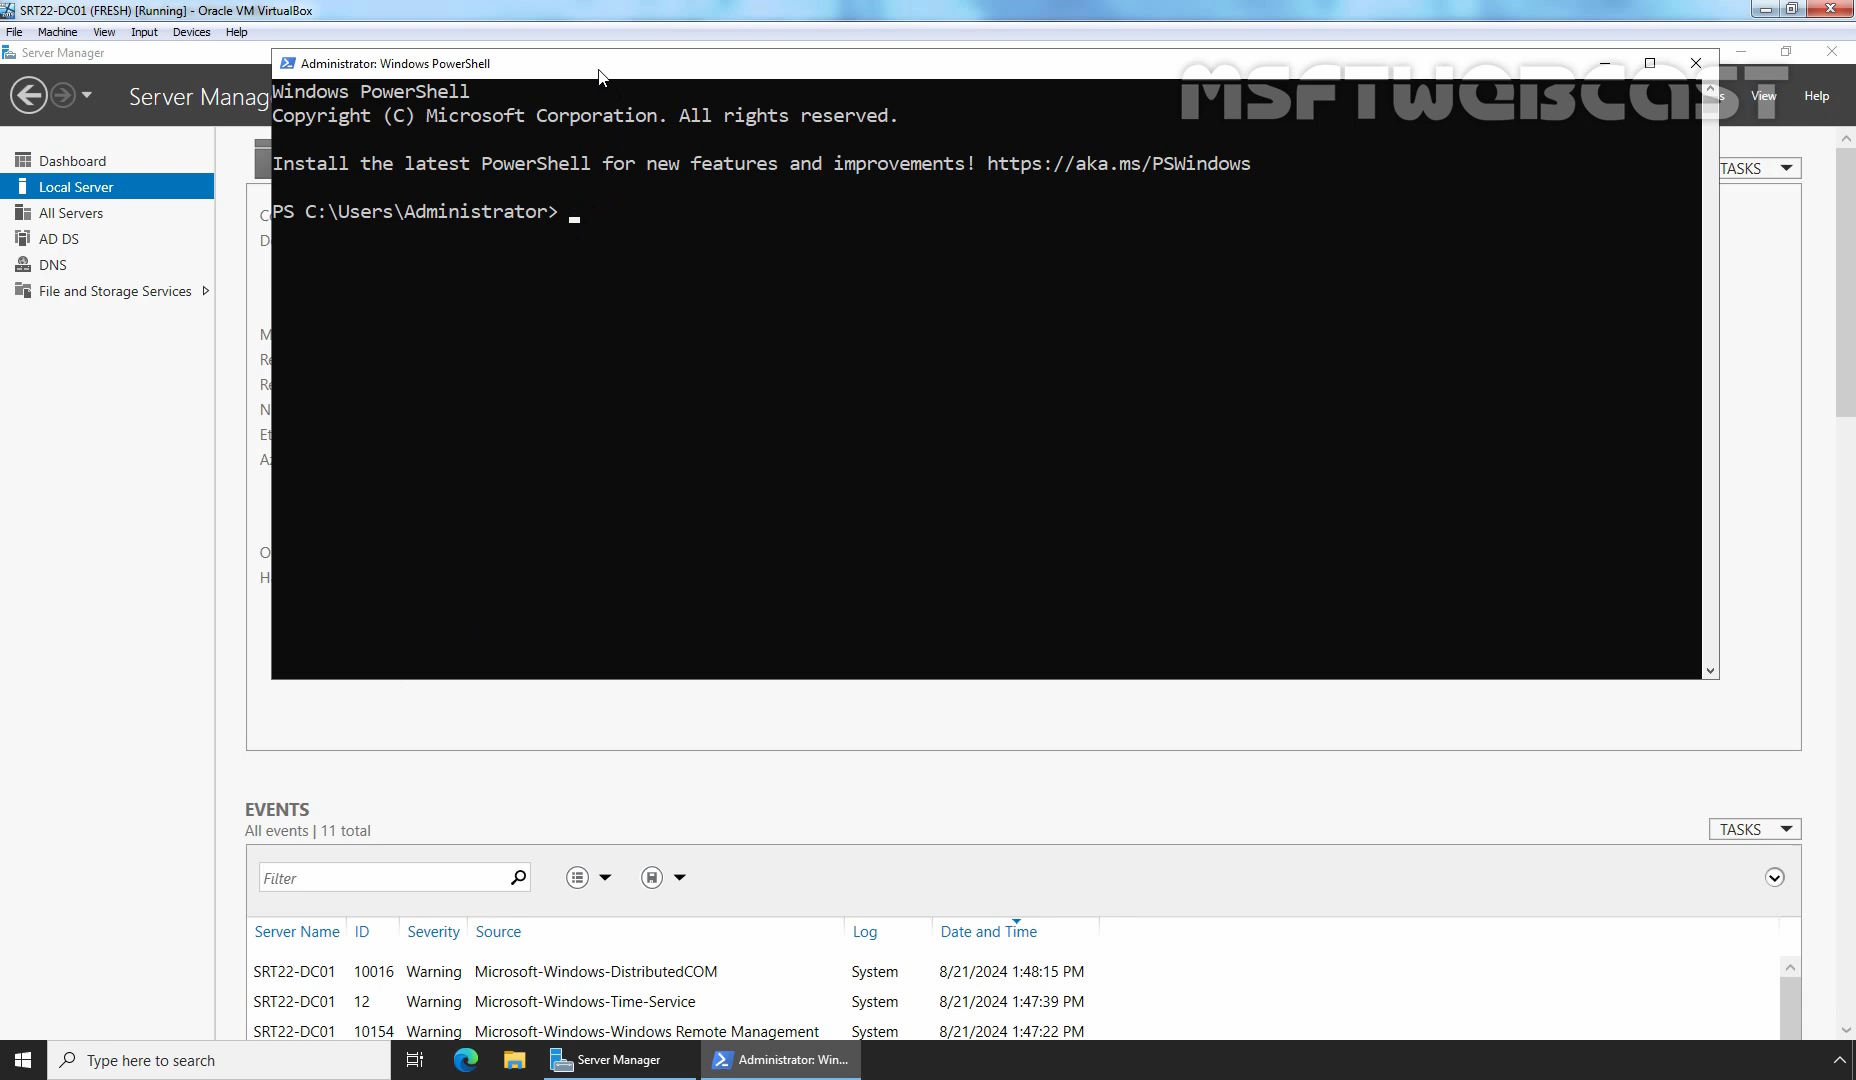 SRT22-DC01 (FRESH) [Running] - Oracle VM VirtualBox
File Machine View Input Devices Help
Server Manager
Administrator: Windows PowerShell
MSFTWEBCAST
Server Manag
View Help
Windows PowerShell
Copyright (C) Microsoft Corporation. All rights reserved.
Install the latest PowerShell for new features and improvements! https://aka.ms/PSWindows
PS C:\Users\Administrator>
Dashboard
Local Server
All Servers
AD DS
DNS
File and Storage Services
TASKS
EVENTS
All events | 11 total
TASKS
Filter
Server Name ID Severity Source Log Date and Time
SRT22-DC01 10016 Warning Microsoft-Windows-DistributedCOM System 8/21/2024 1:48:15 PM
SRT22-DC01 12 Warning Microsoft-Windows-Time-Service System 8/21/2024 1:47:39 PM
SRT22-DC01 10154 Warning Microsoft-Windows-Windows Remote Management System 8/21/2024 1:47:22 PM
Type here to search
Server Manager
Administrator: Win...